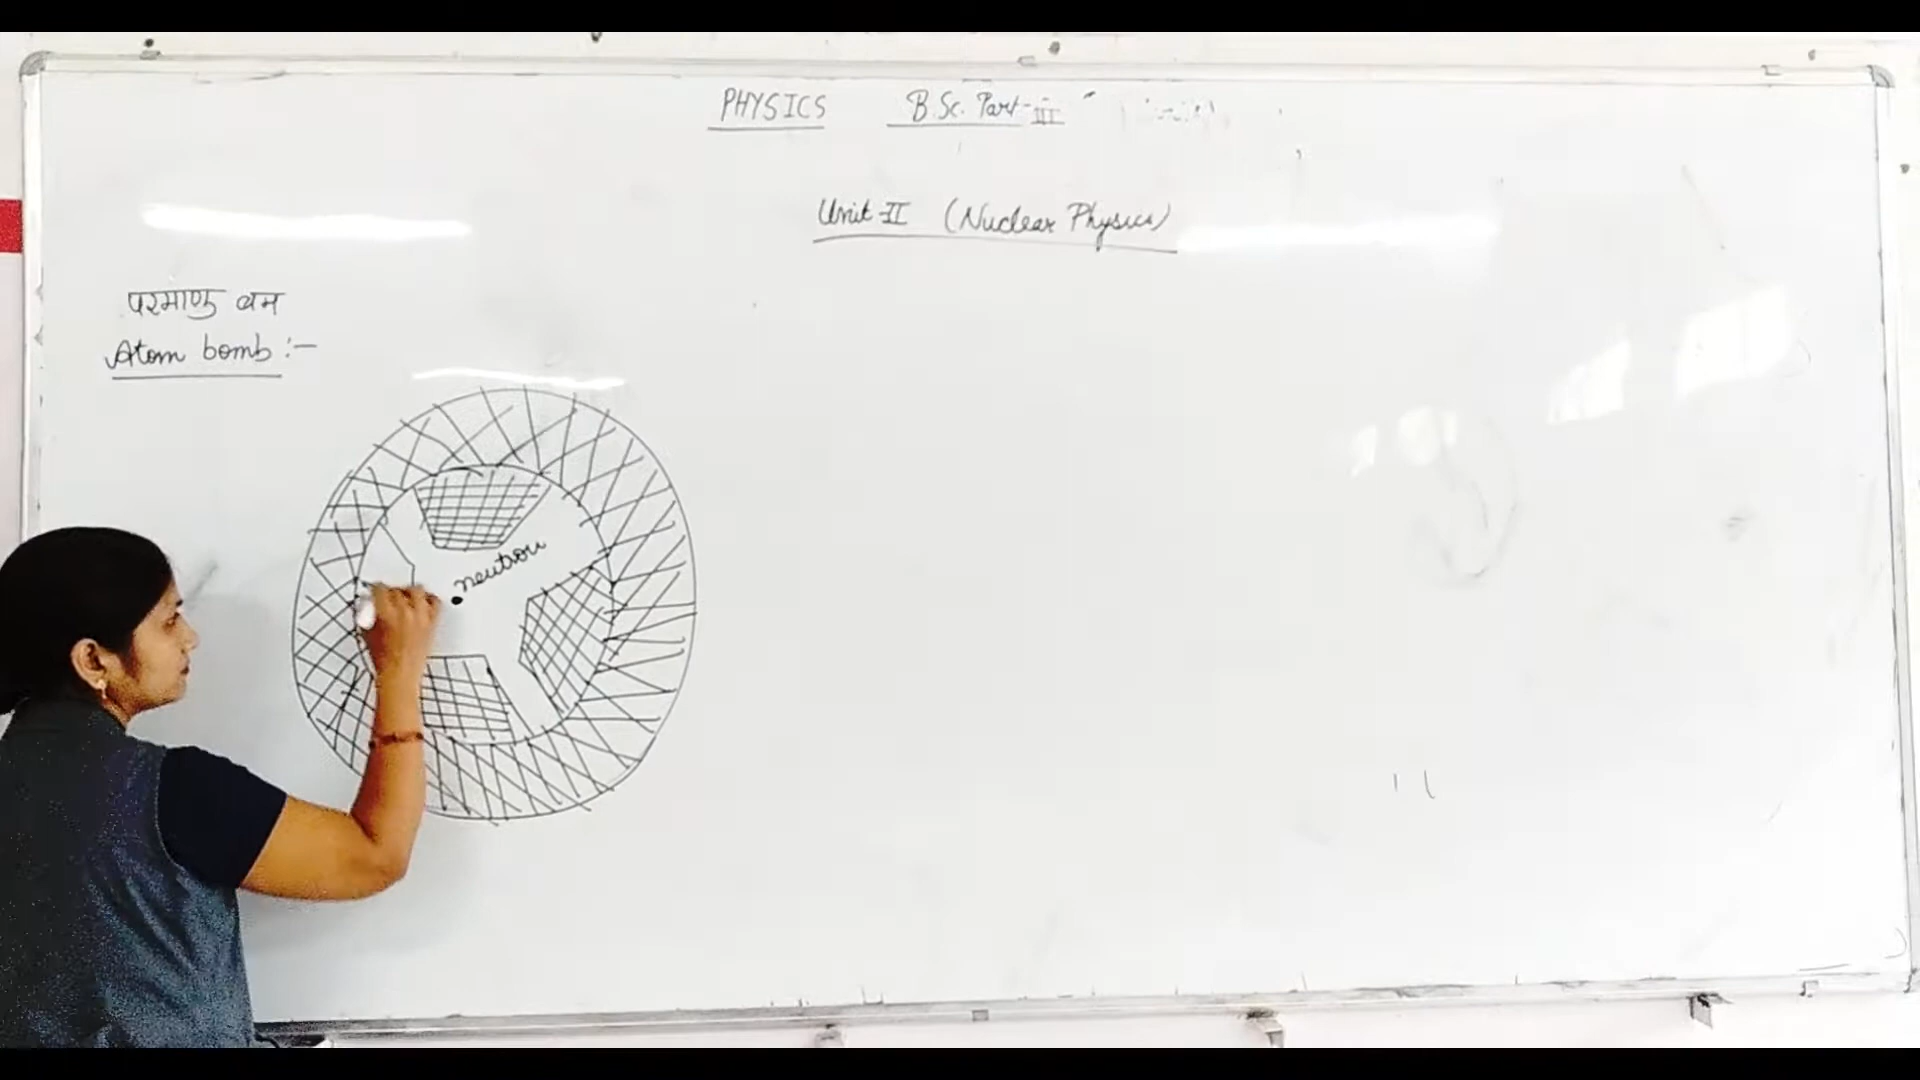 PHYSICS B.Sc. Part-III
Unit-II (Nuclear Physics)
परमाणु बम
Atom bomb :-
neutron